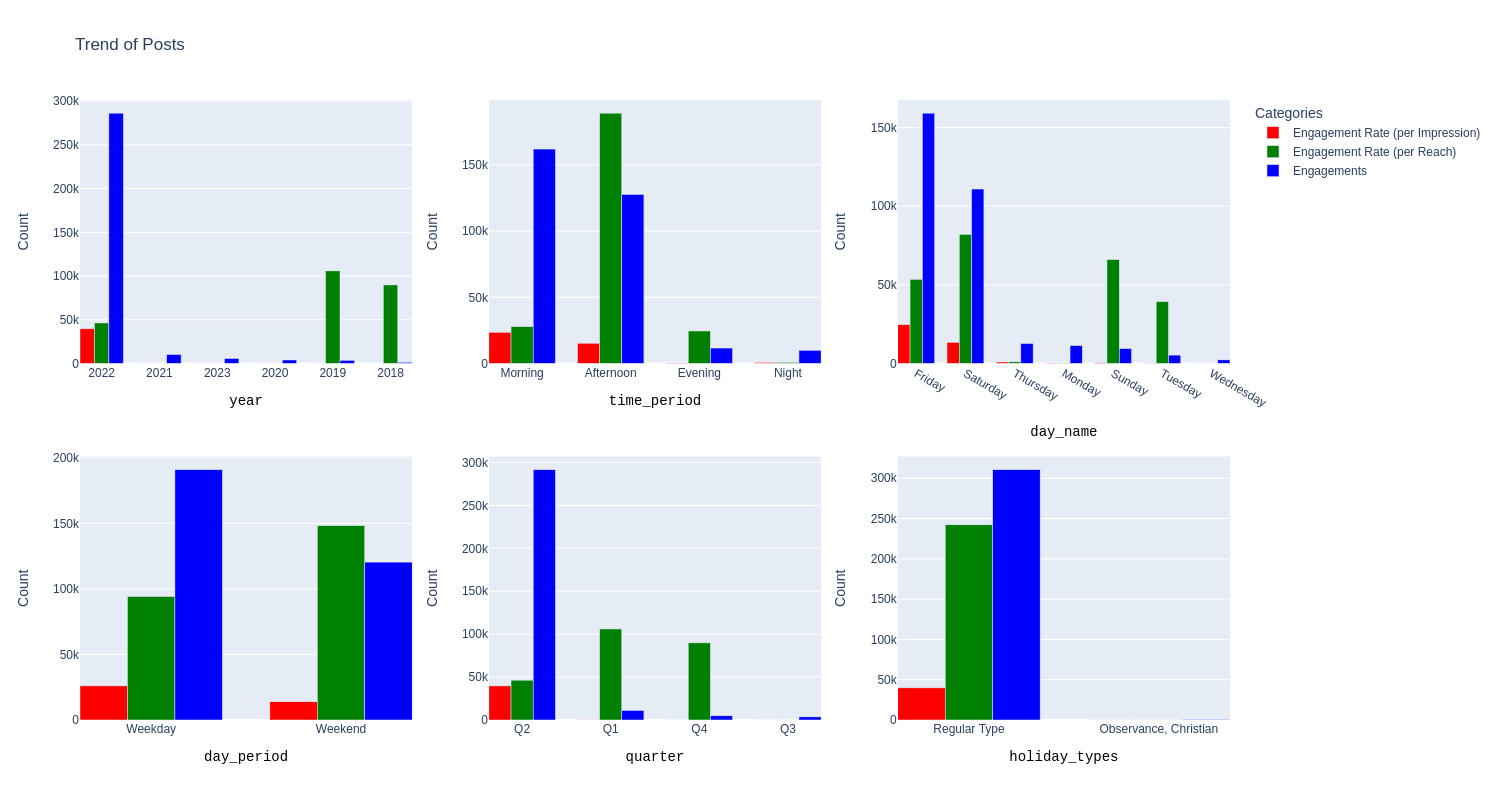 Trend of Posts
300k
250k
200k
150k
100k
50k
0
Count
2022 2021 2023 2020 2019 2018
year
150k
100k
50k
0
Count
Morning Afternoon Evening Night
time_period
150k
100k
50k
0
Count
Friday Saturday Thursday Monday Sunday Tuesday Wednesday
day_name
Categories
Engagement Rate (per Impression)
Engagement Rate (per Reach)
Engagements
200k
150k
100k
50k
0
Count
Weekday Weekend
day_period
300k
250k
200k
150k
100k
50k
0
Count
Q2 Q1 Q4 Q3
quarter
300k
250k
200k
150k
100k
50k
0
Count
Regular Type Observance, Christian
holiday_types